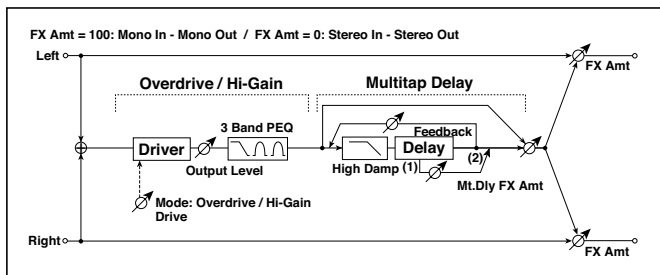 FX Amt = 100: Mono In - Mono Out / FX Amt = 0: Stereo In - Stereo Out
Left
FX Amt
Overdrive / Hi-Gain
Multitap Delay
3 Band PEQ
Feedback
Driver
Delay
(2)
Output Level
High Damp
(1)
Mt.Dly FX Amt
Mode: Overdrive / Hi-Gain
Drive
Right
FX Amt